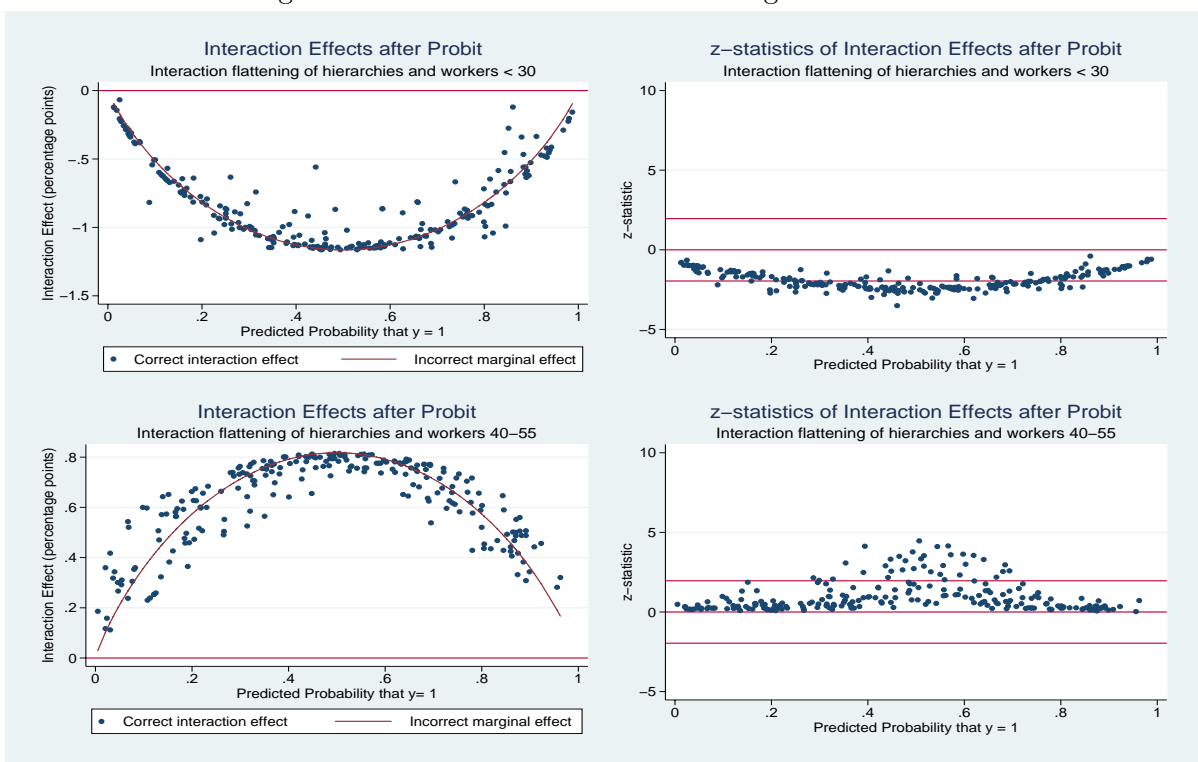 Interaction Effects after Probit
Interaction flattening of hierarchies and workers < 30
Interaction Effect (percentage points)
0
−.5
−1
−1.5
0 .2 .4 .6 .8 1
Predicted Probability that y = 1
Correct interaction effect Incorrect marginal effect
z−statistics of Interaction Effects after Probit
Interaction flattening of hierarchies and workers < 30
z−statistic
10
5
0
−5
0 .2 .4 .6 .8 1
Predicted Probability that y = 1
Interaction Effects after Probit
Interaction flattening of hierarchies and workers 40−55
Interaction Effect (percentage points)
.8
.6
.4
.2
0
0 .2 .4 .6 .8 1
Predicted Probability that y= 1
Correct interaction effect Incorrect marginal effect
z−statistics of Interaction Effects after Probit
Interaction flattening of hierarchies and workers 40−55
z−statistic
10
5
0
−5
0 .2 .4 .6 .8 1
Predicted Probability that y = 1